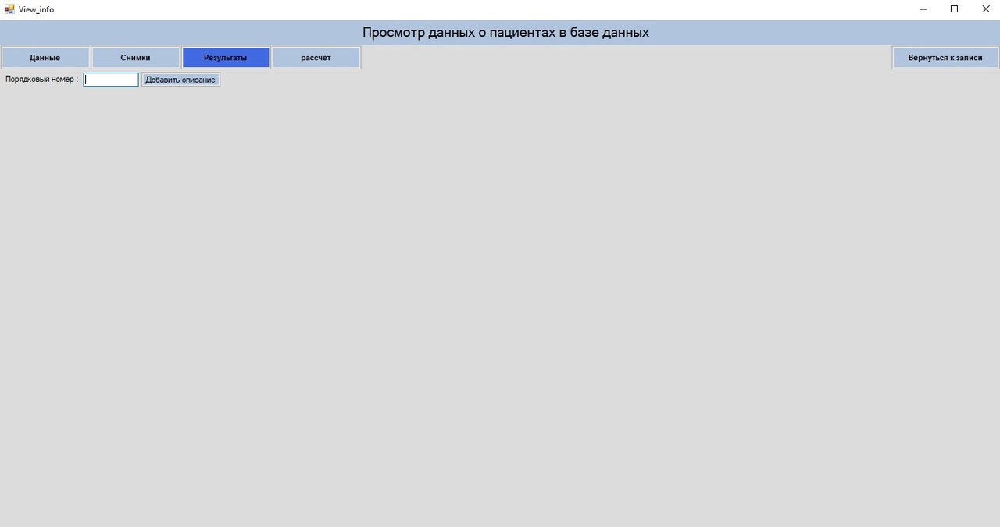 View_info
Просмотр данных о пациентах в базе данных
Данные Снимки Результаты рассчёт Вернуться к записи
Порядковый номер : Добавить описание